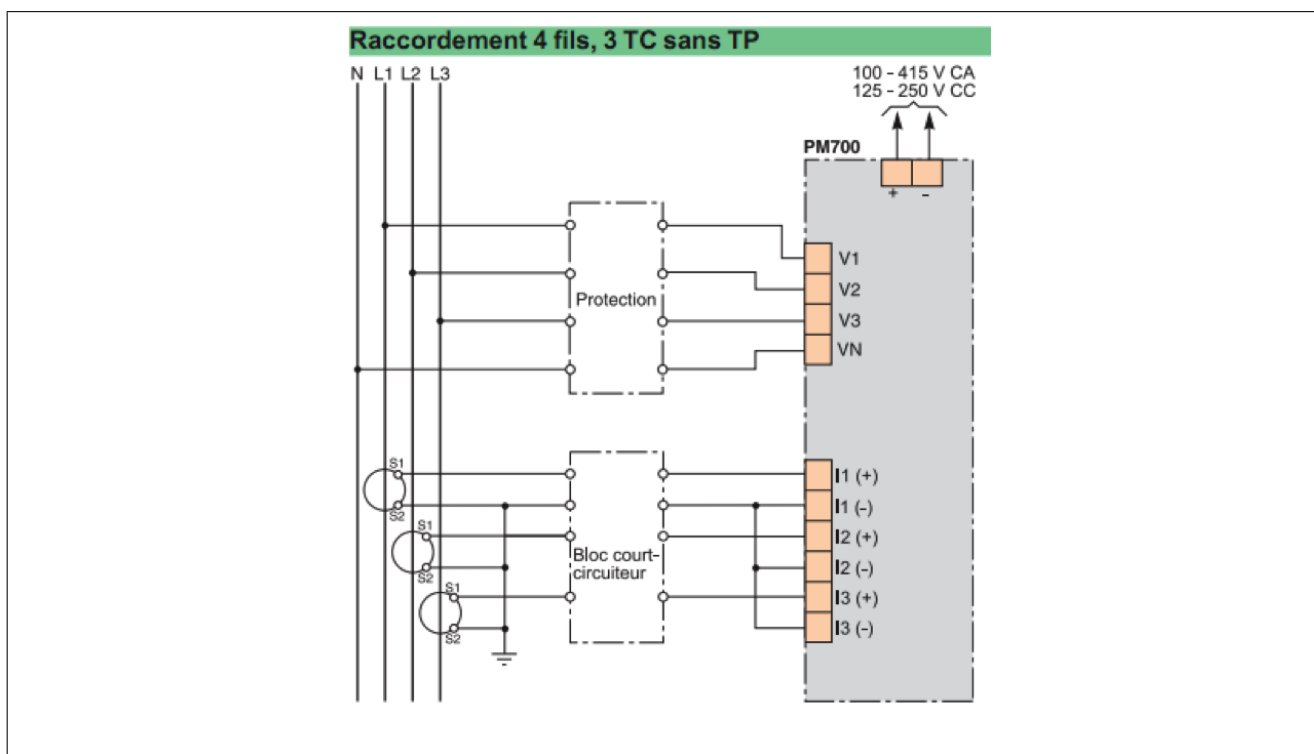 Raccordement 4 fils, 3 TC sans TP
N L1 L2 L3
100 - 415 V CA
125 - 250 V CC
PM700
+ -
V1
V2
Protection
V3
VN
S1
I1 (+)
S2
I1 (-)
S1
I2 (+)
Bloc court-
circuiteur
S2
I2 (-)
S1
I3 (+)
S2
I3 (-)